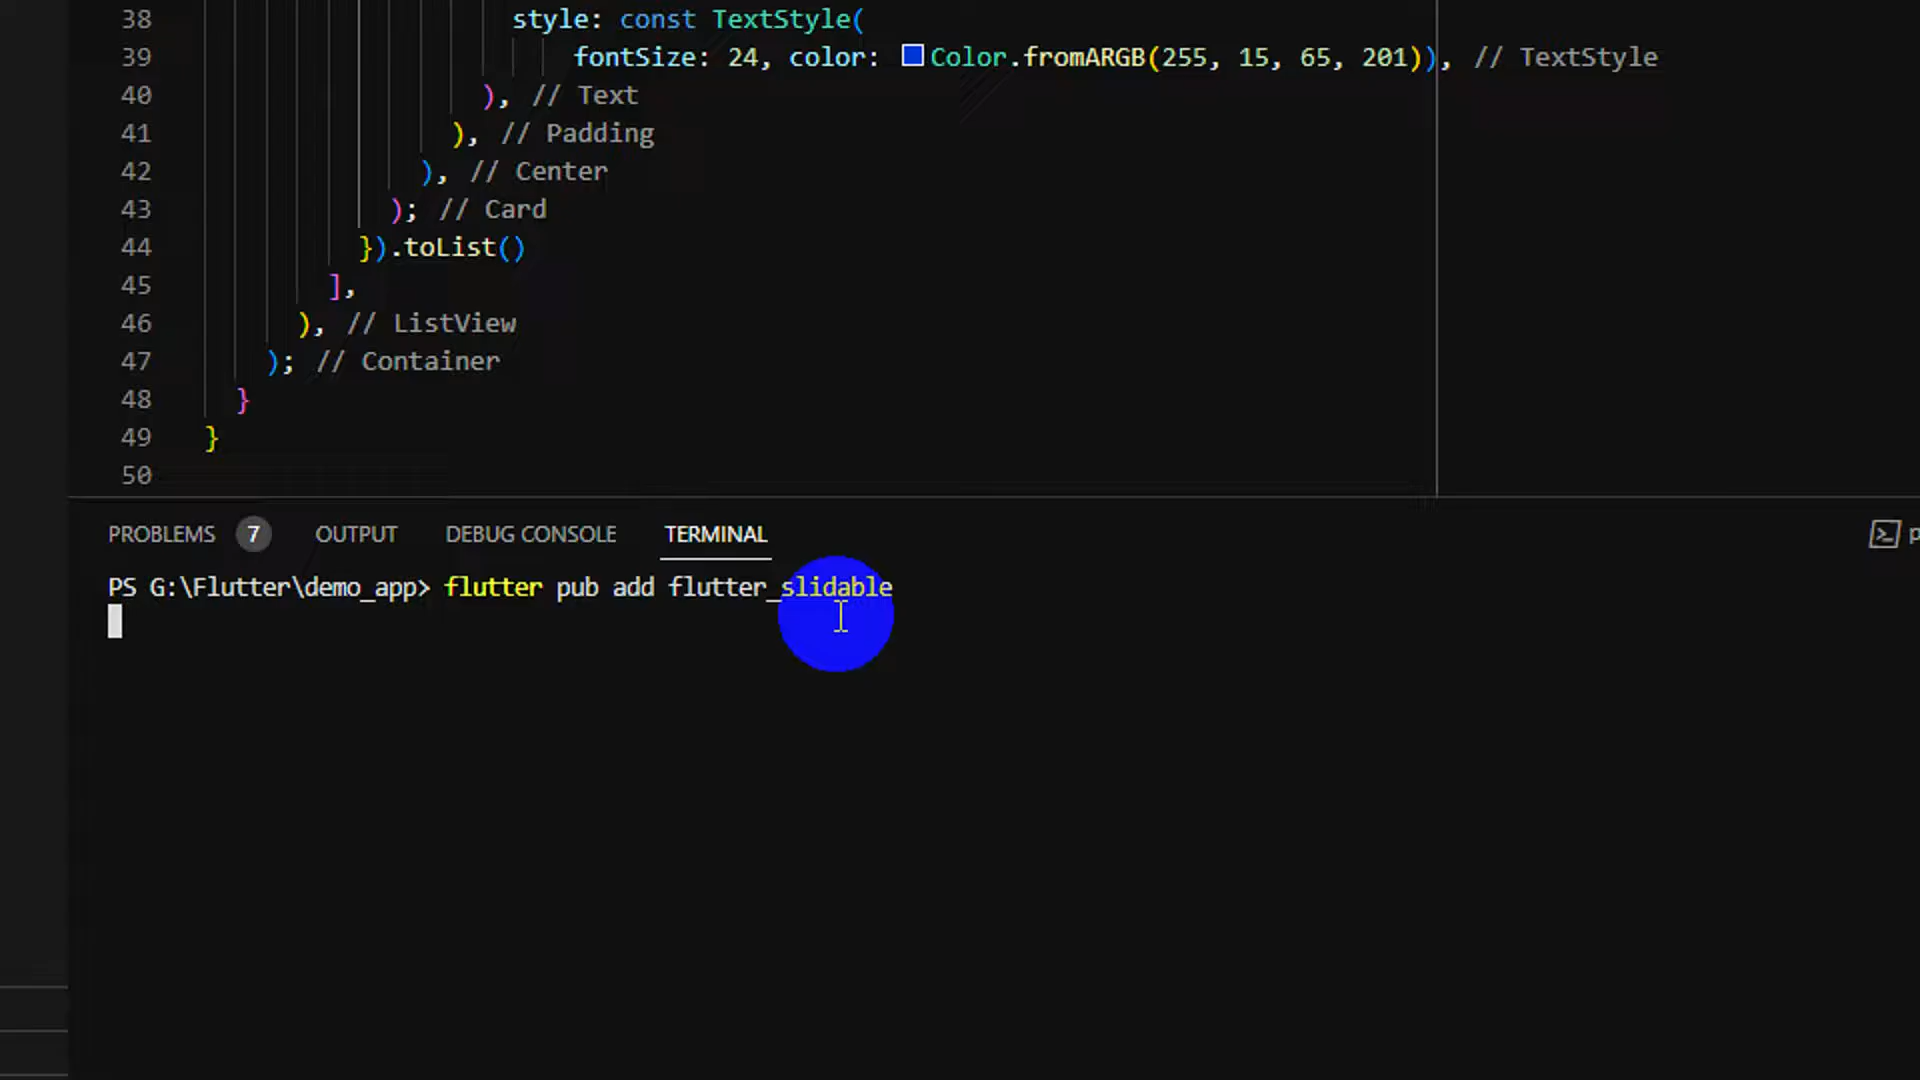 38 style: const TextStyle(
39 fontSize: 24, color: Color.fromARGB(255, 15, 65, 201)), // TextStyle
40 ), // Text
41 ), // Padding
42 ), // Center
43 ); // Card
44 }).toList()
45 ],
46 ), // ListView
47 ); // Container
48 }
49 }
50
PROBLEMS 7 OUTPUT DEBUG CONSOLE TERMINAL p
PS G:\Flutter\demo_app> flutter pub add flutter_slidable